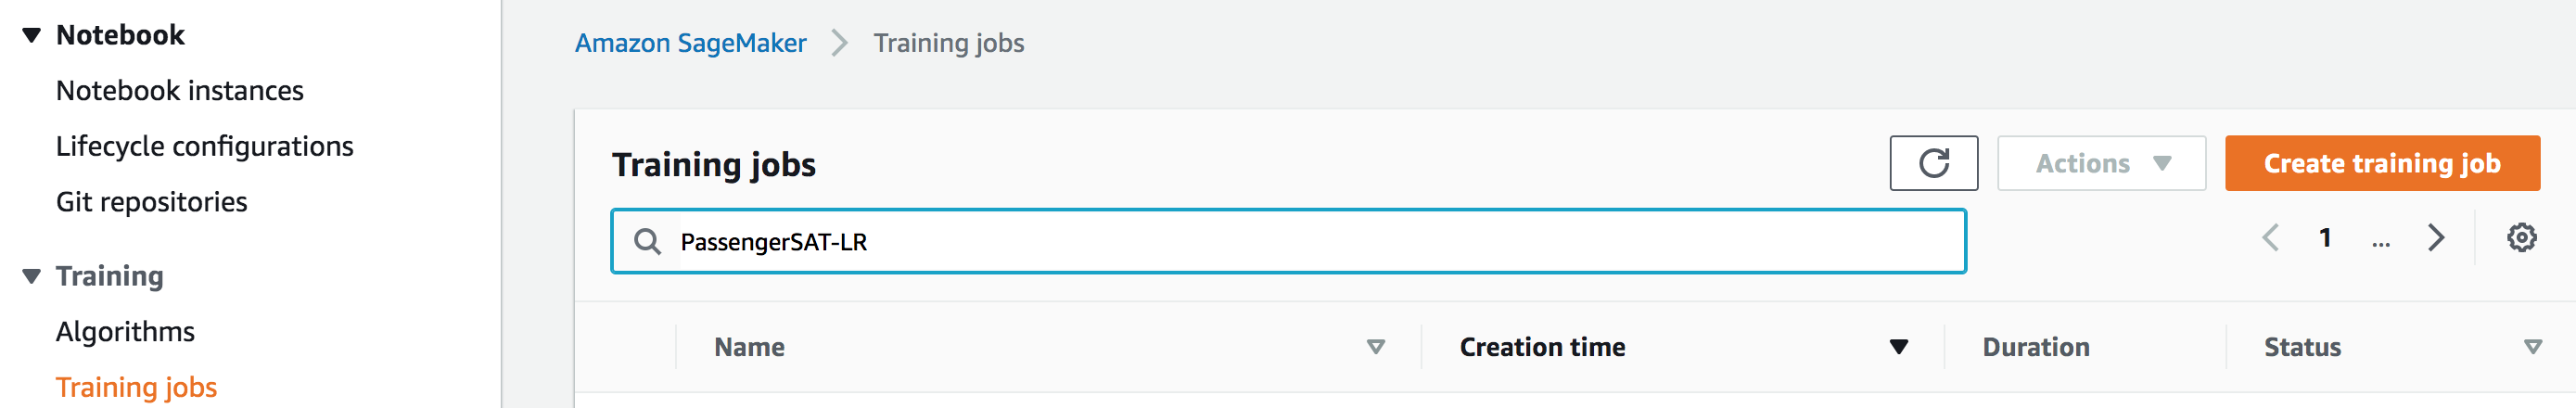 Notebook
Notebook instances
Lifecycle configurations
Git repositories
Training
Algorithms
Training jobs
Amazon SageMaker > Training jobs
Training jobs
Actions
Create training job
PassengerSAT-LR
1 ...
Name Creation time Duration Status